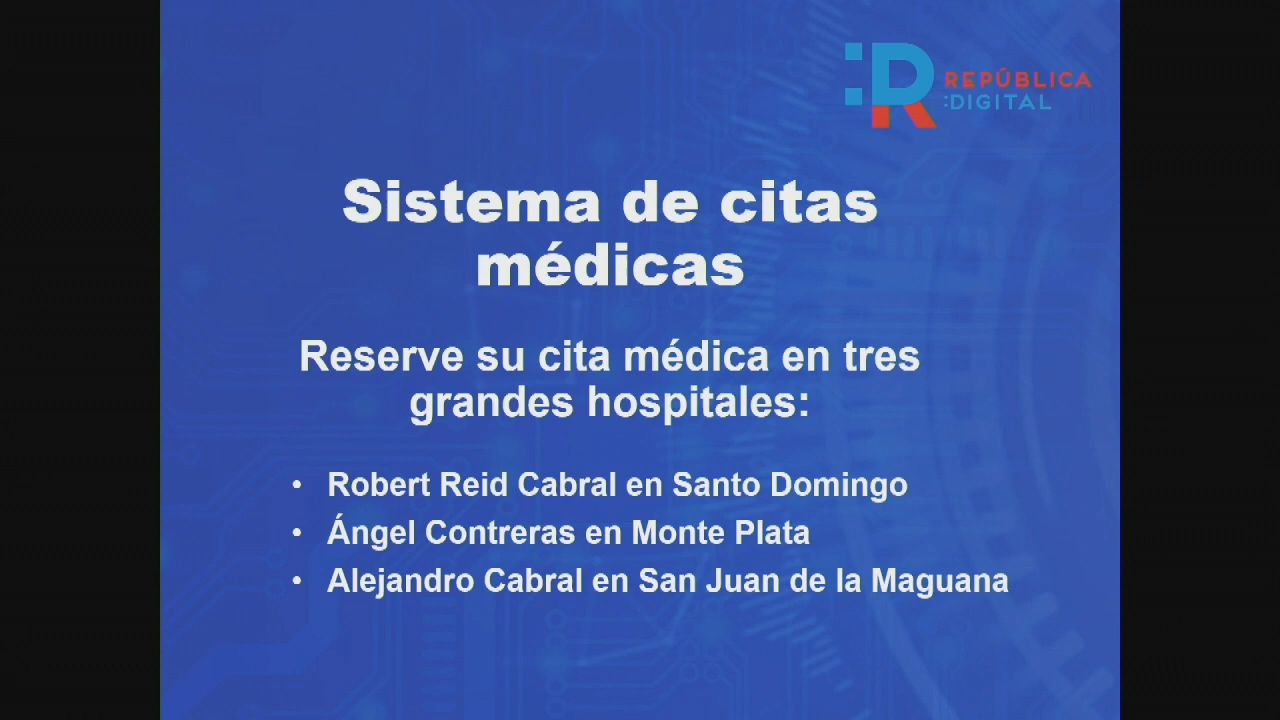 REPÚBLICA
:DIGITAL
Sistema de citas
médicas
Reserve su cita médica en tres
grandes hospitales:
• Robert Reid Cabral en Santo Domingo
• Ángel Contreras en Monte Plata
• Alejandro Cabral en San Juan de la Maguana